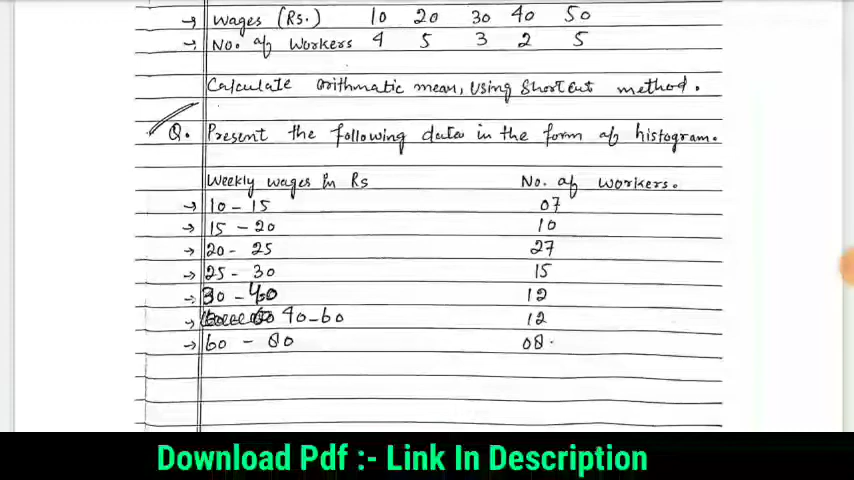 → Wages (Rs.) 10 20 30 40 50
→ No. of Workers 4 5 3 2 5
Calculate arithmatic mean, Using Shortcut method.
Q. Present the following data in the form of histogram.
Weekly wages in Rs No. of workers.
→ 10 - 15 07
→ 15 - 20 10
→ 20 - 25 27
→ 25 - 30 15
→ 30 - 40 12
→ 40-60 12
→ 60 - 80 08.
Download Pdf :- Link In Description